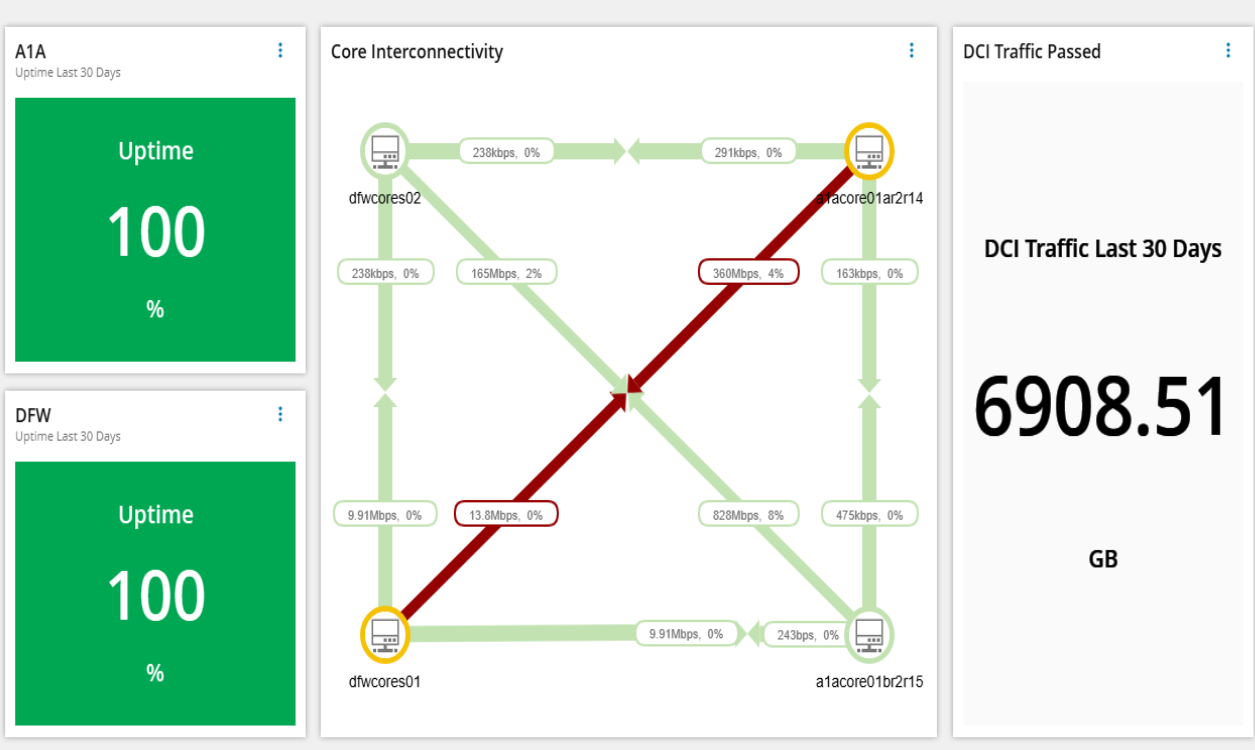 A1A
Uptime Last 30 Days
Uptime
100
%
DFW
Uptime Last 30 Days
Uptime
100
%
Core Interconnectivity
238kbps, 0%
291kbps, 0%
dfwcores02
a1acore01ar2r14
238kbps, 0%
165Mbps, 2%
360Mbps, 4%
163kbps, 0%
9.91Mbps, 0%
13.8Mbps, 0%
828Mbps, 8%
475kbps, 0%
9.91Mbps, 0%
243bps, 0%
dfwcores01
a1acore01br2r15
DCI Traffic Passed
DCI Traffic Last 30 Days
6908.51
GB